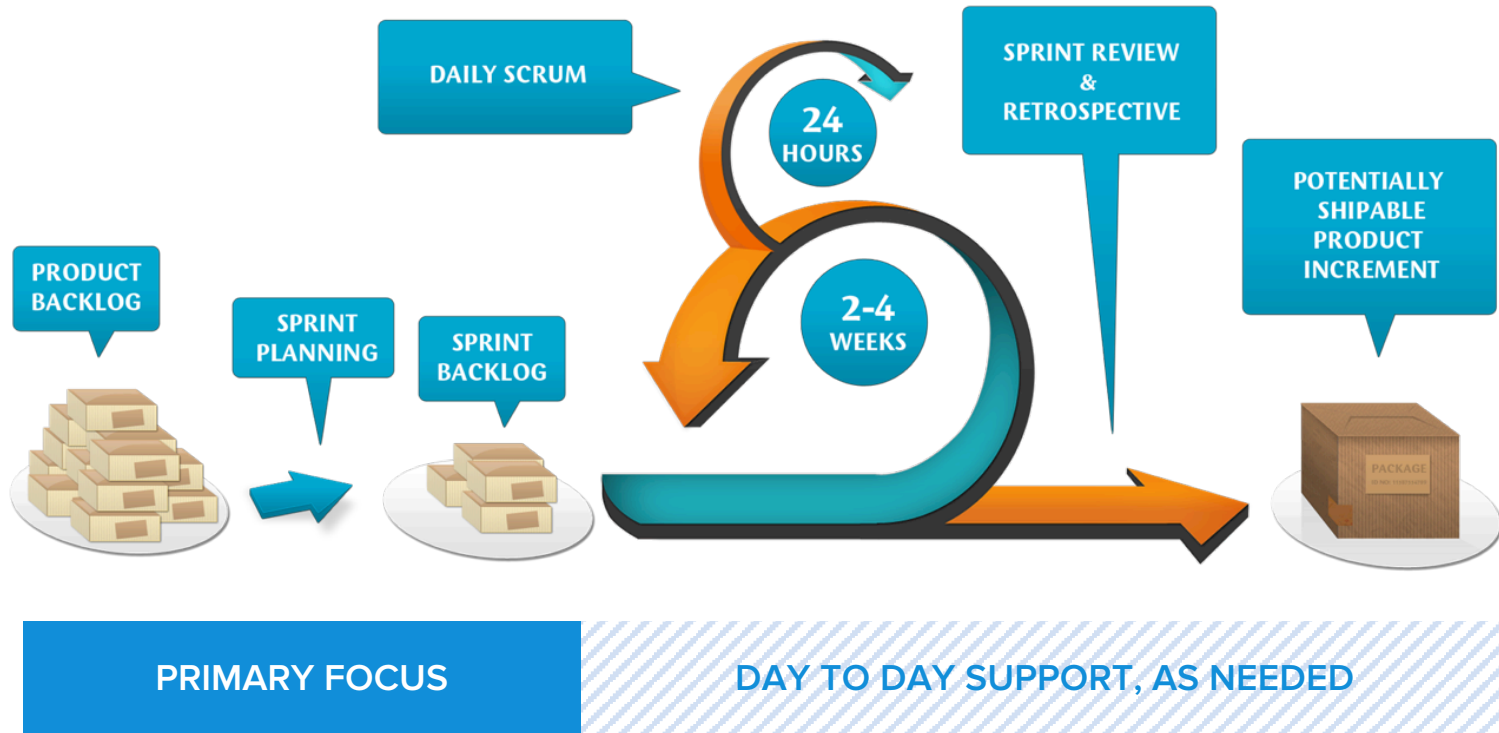 DAILY SCRUM
24
HOURS
SPRINT REVIEW
&
RETROSPECTIVE
POTENTIALLY
SHIPABLE
PRODUCT
INCREMENT
PRODUCT
BACKLOG
SPRINT
PLANNING
SPRINT
BACKLOG
2-4
WEEKS
PACKAGE
PRIMARY FOCUS
DAY TO DAY SUPPORT, AS NEEDED